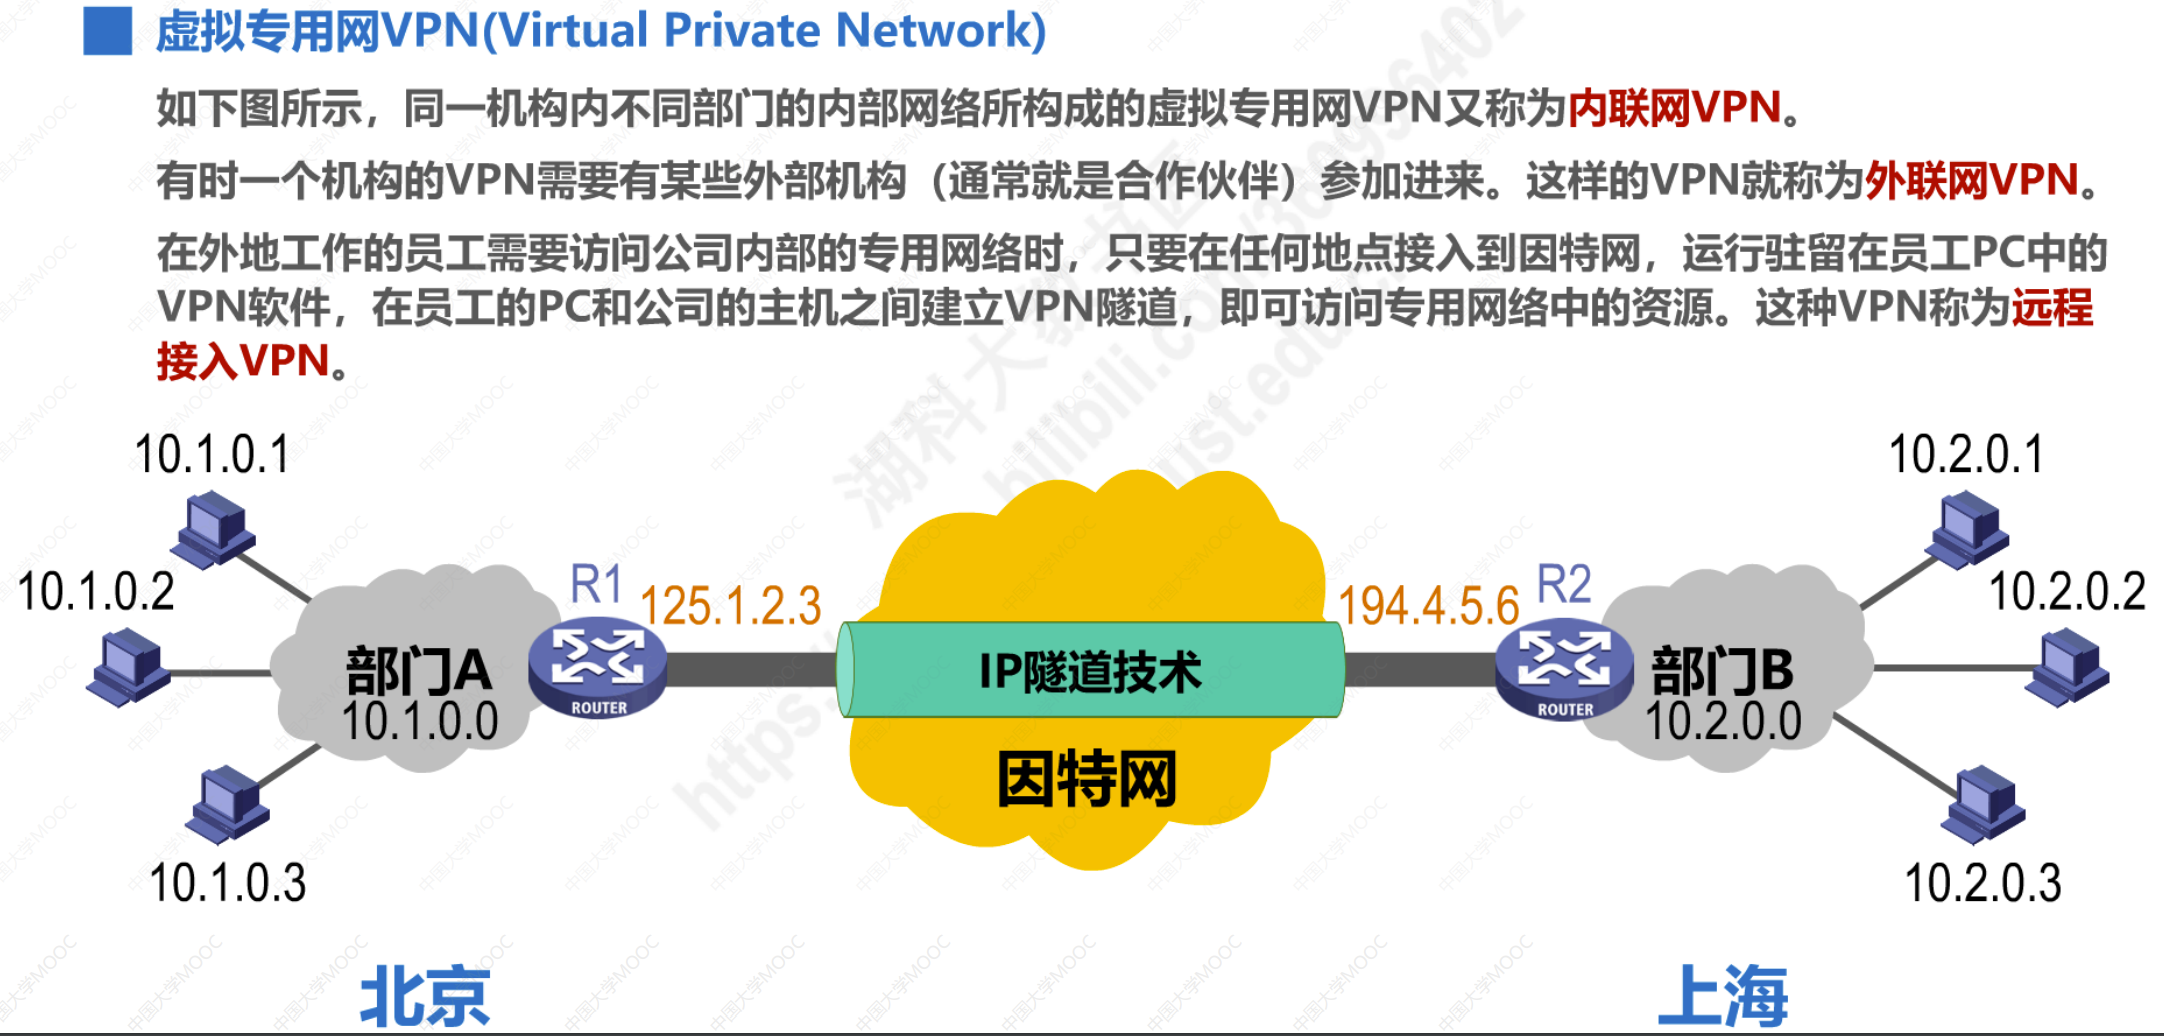 虚拟专用网VPN(Virtual Private Network)
如下图所示，同一机构内不同部门的内部网络所构成的虚拟专用网VPN又称为内联网VPN。
有时一个机构的VPN需要有某些外部机构（通常就是合作伙伴）参加进来。这样的VPN就称为外联网VPN。
在外地工作的员工需要访问公司内部的专用网络时，只要在任何地点接入到因特网，运行驻留在员工PC中的
VPN软件，在员工的PC和公司的主机之间建立VPN隧道，即可访问专用网络中的资源。这种VPN称为远程
接入VPN。
10.1.0.1
10.2.0.1
10.1.0.2
R1
125.1.2.3
194.4.5.6
R2
10.2.0.2
部门A
10.1.0.0
ROUTER
IP隧道技术
ROUTER
部门B
10.2.0.0
因特网
10.1.0.3
10.2.0.3
北京
上海
中国大学MOOC